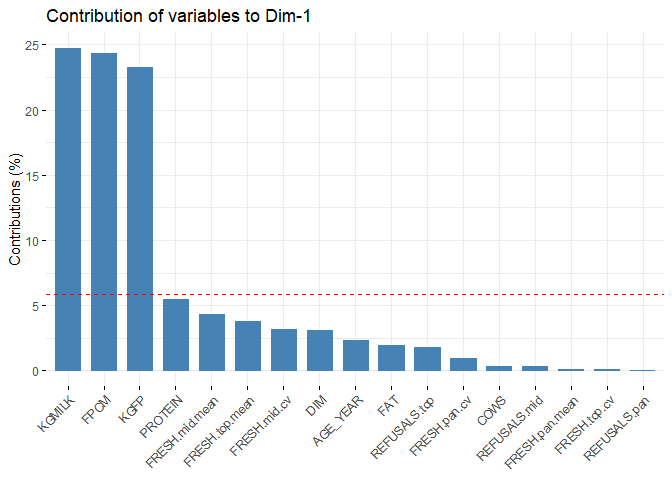 Contribution of variables to Dim-1
Contributions (%)
25
20
15
10
5
0
KGMILK
FPCM
KGFP
PROTEIN
FRESH.mid.mean
FRESH.top.mean
FRESH.mid.cv
DIM
AGE_YEAR
FAT
REFUSALS.top
FRESH.pan.cv
COWS
REFUSALS.mid
FRESH.pan.mean
FRESH.top.cv
REFUSALS.pan